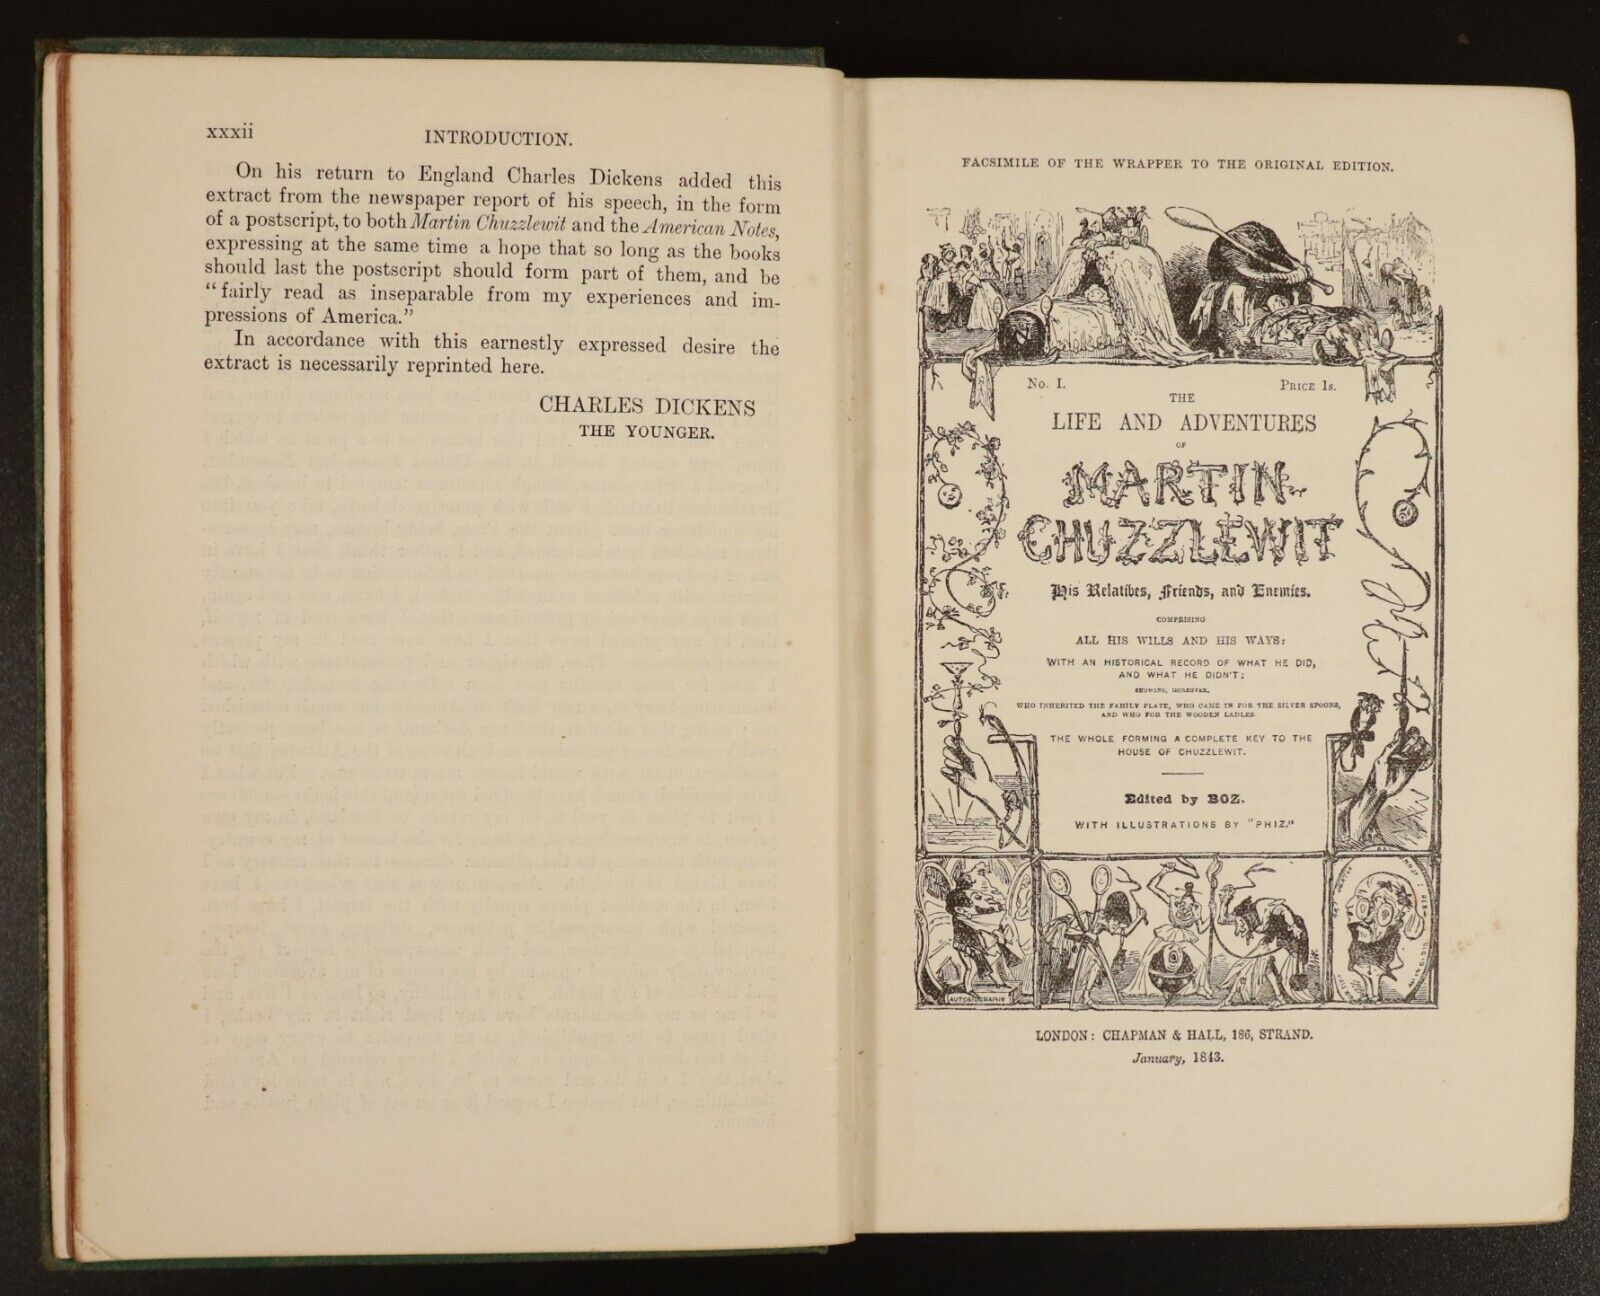 xxxii
INTRODUCTION.
On his return to England Charles Dickens added this
extract from the newspaper report of his speech, in the form
of a postscript, to both Martin Chuzzlewit and the American Notes,
expressing at the same time a hope that so long as the books
should last the postscript should form part of them, and be
“fairly read as inseparable from my experiences and im-
pressions of America.”
In accordance with this earnestly expressed desire the
extract is necessarily reprinted here.
CHARLES DICKENS
THE YOUNGER.
FACSIMILE OF THE WRAPPER TO THE ORIGINAL EDITION.
No. I.
PRICE 1s.
THE
LIFE AND ADVENTURES
OF
MARTIN
CHUZZLEWIT
His Relatives, Friends, and Enemies.
COMPRISING
ALL HIS WILLS AND HIS WAYS:
WITH AN HISTORICAL RECORD OF WHAT HE DID,
AND WHAT HE DIDN'T;
SHOWING, MOREOVER,
WHO INHERITED THE FAMILY PLATE, WHO CAME IN FOR THE SILVER SPOONS,
AND WHO FOR THE WOODEN LADLES.
THE WHOLE FORMING A COMPLETE KEY TO THE
HOUSE OF CHUZZLEWIT.
Edited by BOZ.
WITH ILLUSTRATIONS BY "PHIZ."
AUTOBIOGRAPHY
LONDON: CHAPMAN & HALL, 186, STRAND.
January, 1843.